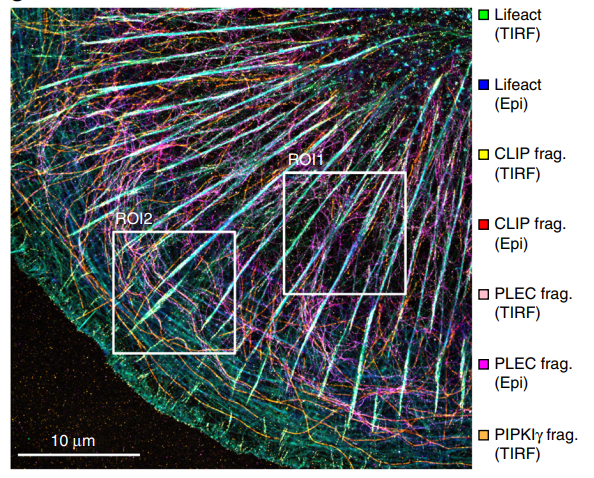 Lifeact
(TIRF)
Lifeact
(Epi)
CLIP frag.
(TIRF)
CLIP frag.
(Epi)
PLEC frag.
(TIRF)
PLEC frag.
(Epi)
PIPKIγ frag.
(TIRF)
ROI1
ROI2
10 μm